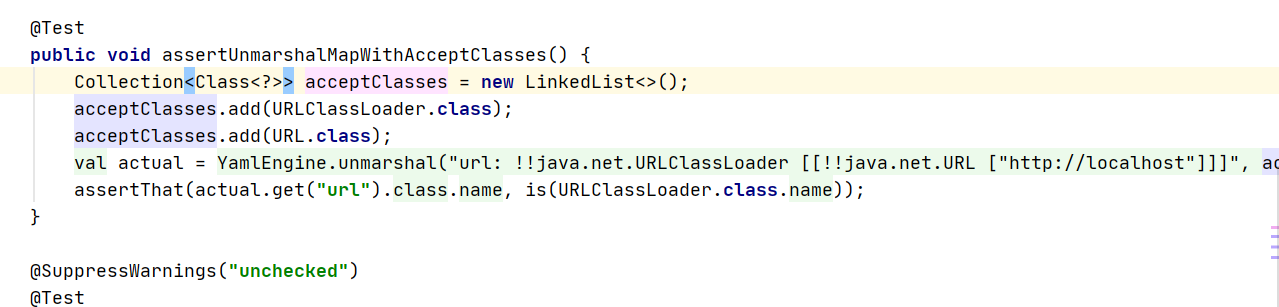 @Test
public void assertUnmarshalMapWithAcceptClasses() {
Collection<Class<?>> acceptClasses = new LinkedList<>();
acceptClasses.add(URLClassLoader.class);
acceptClasses.add(URL.class);
val actual = YamlEngine.unmarshal("url: !!java.net.URLClassLoader [[!!java.net.URL ["http://localhost"]]]", ac
assertThat(actual.get("url").class.name, is(URLClassLoader.class.name));
}
@SuppressWarnings("unchecked")
@Test